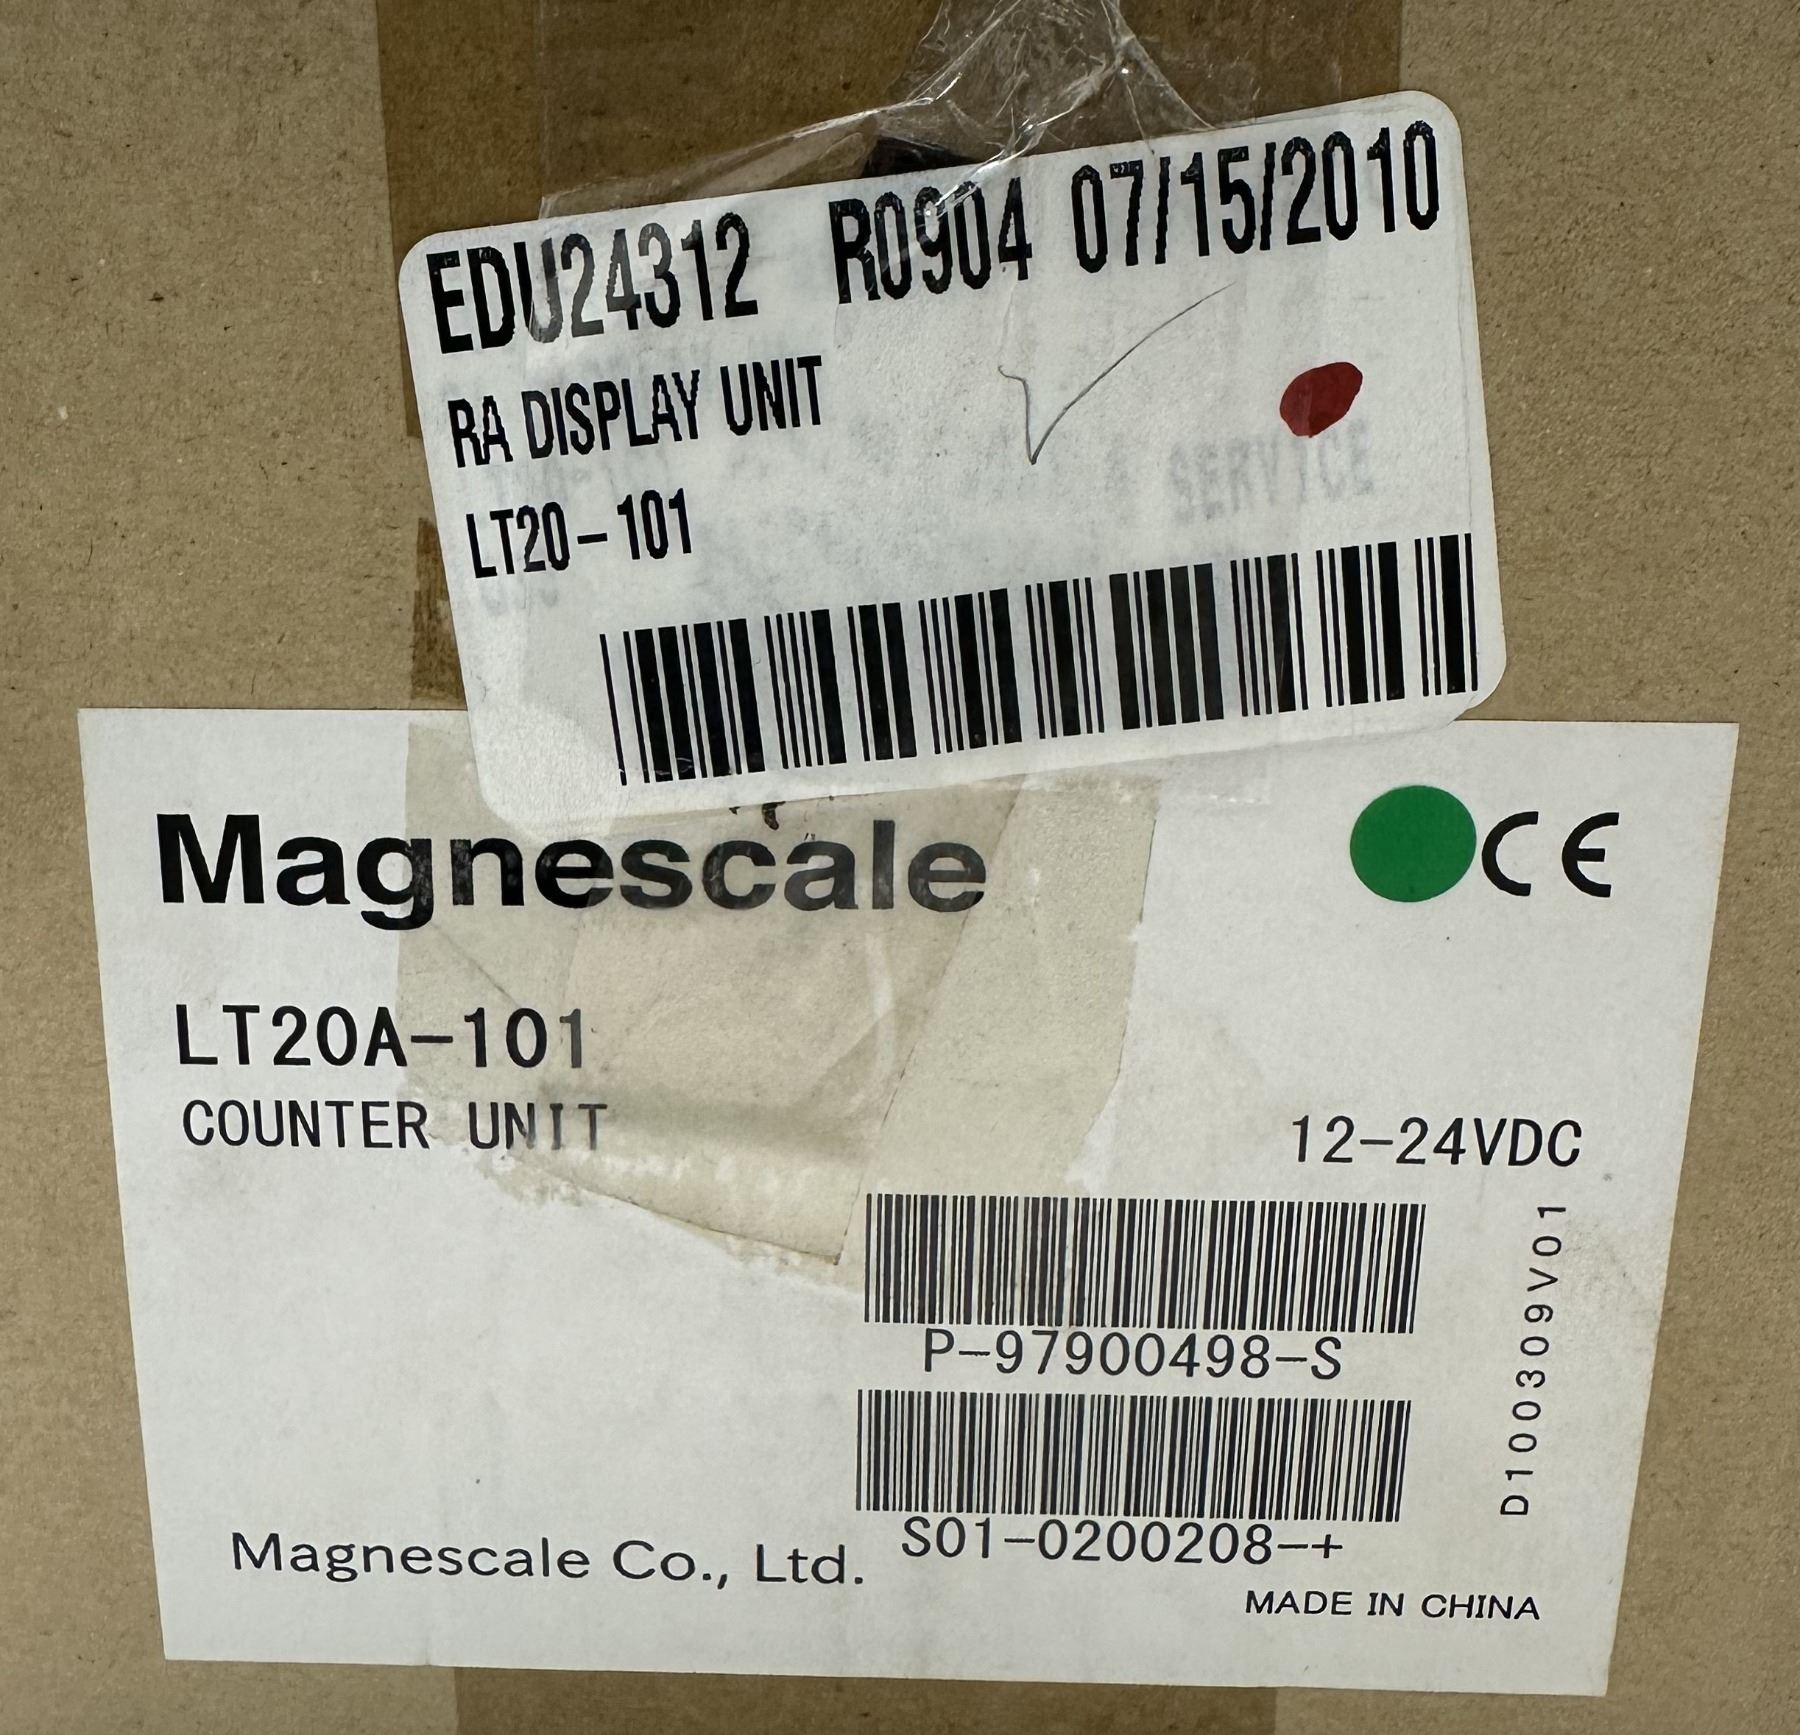 EDU24312 R0904 07/15/2010
RA DISPLAY UNIT
SERVICE
LT20-101
Magnescale
CE
LT20A-101
COUNTER UNIT
12-24VDC
P-97900498-S
D100309V01
S01-0200208-+
Magnescale Co., Ltd.
MADE IN CHINA